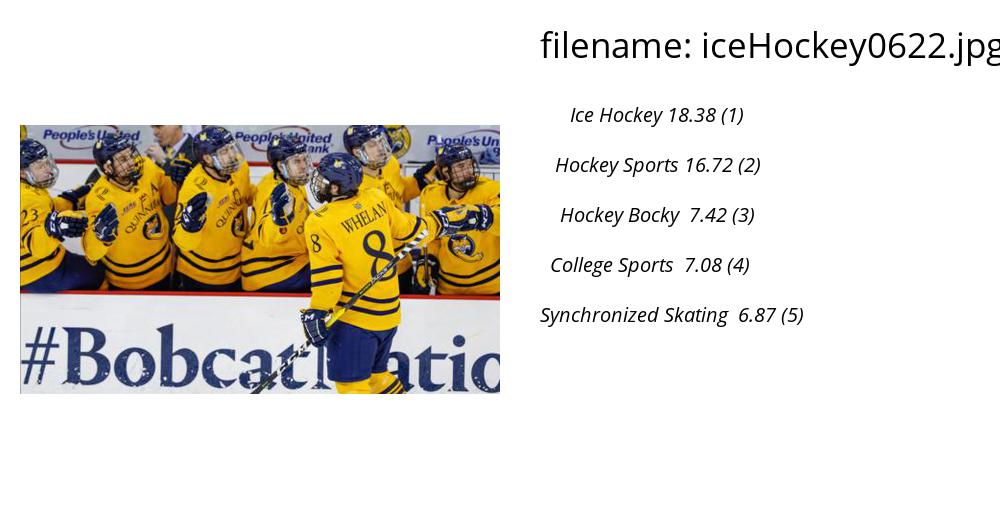 filename: iceHockey0622.jpg
Ice Hockey 18.38 (1)
Hockey Sports 16.72 (2)
Hockey Bocky 7.42 (3)
College Sports 7.08 (4)
Synchronized Skating 6.87 (5)
People's United
People's United
Bank
People's Un
23
A
QUINNI
WHELAN
8
8
#Bobcat
atio